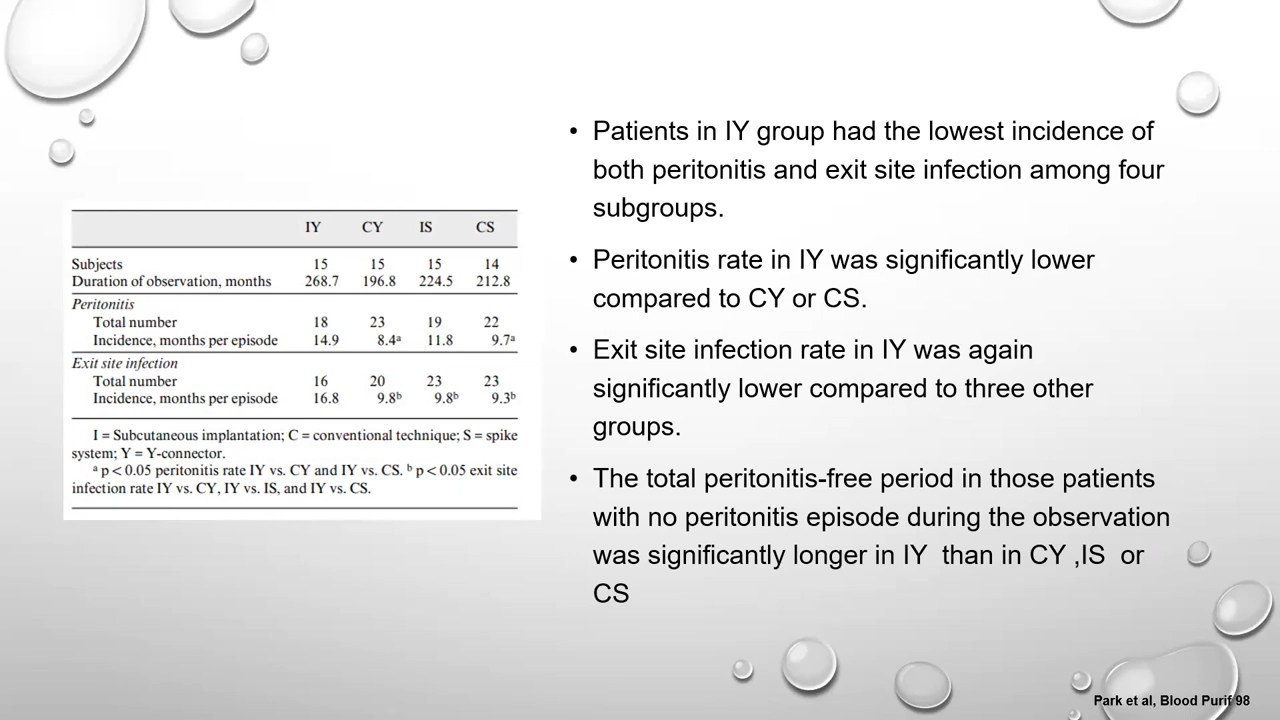 IY CY IS CS
Subjects 15 15 15 14
Duration of observation, months 268.7 196.8 224.5 212.8
Peritonitis
Total number 18 23 19 22
Incidence, months per episode 14.9 8.4ᵃ 11.8 9.7ᵃ
Exit site infection
Total number 16 20 23 23
Incidence, months per episode 16.8 9.8ᵇ 9.8ᵇ 9.3ᵇ
I = Subcutaneous implantation; C = conventional technique; S = spike
system; Y = Y-connector.
ᵃ p < 0.05 peritonitis rate IY vs. CY and IY vs. CS. ᵇ p < 0.05 exit site
infection rate IY vs. CY, IY vs. IS, and IY vs. CS.
• Patients in IY group had the lowest incidence of
both peritonitis and exit site infection among four
subgroups.
• Peritonitis rate in IY was significantly lower
compared to CY or CS.
• Exit site infection rate in IY was again
significantly lower compared to three other
groups.
• The total peritonitis-free period in those patients
with no peritonitis episode during the observation
was significantly longer in IY  than in CY ,IS  or
CS
Park et al, Blood Purif 98